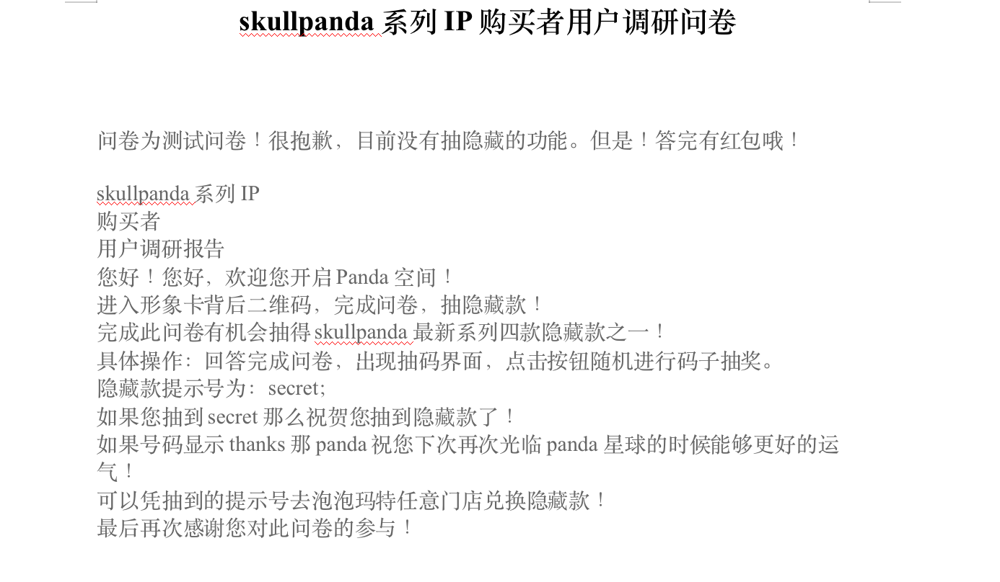 skullpanda 系列 IP 购买者用户调研问卷
问卷为测试问卷！很抱歉，目前没有抽隐藏的功能。但是！答完有红包哦！
skullpanda 系列 IP
购买者
用户调研报告
您好！您好，欢迎您开启 Panda 空间！
进入形象卡背后二维码，完成问卷，抽隐藏款！
完成此问卷有机会抽得 skullpanda 最新系列四款隐藏款之一！
具体操作：回答完成问卷，出现抽码界面，点击按钮随机进行码子抽奖。
隐藏款提示号为：secret;
如果您抽到 secret 那么祝贺您抽到隐藏款了！
如果号码显示 thanks 那 panda 祝您下次再次光临 panda 星球的时候能够更好的运
气！
可以凭抽到的提示号去泡泡玛特任意门店兑换隐藏款！
最后再次感谢您对此问卷的参与！